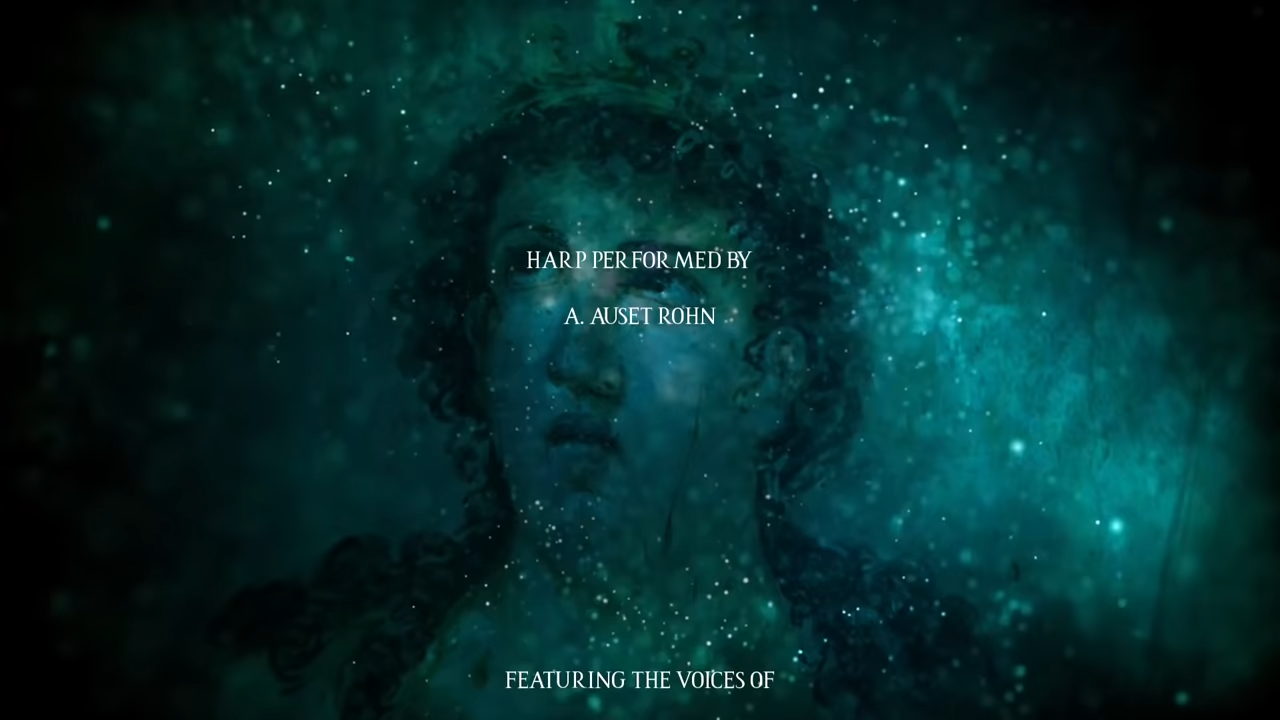 HARP PERFORMED BY
A. AUSET ROHN
FEATURING THE VOICES OF